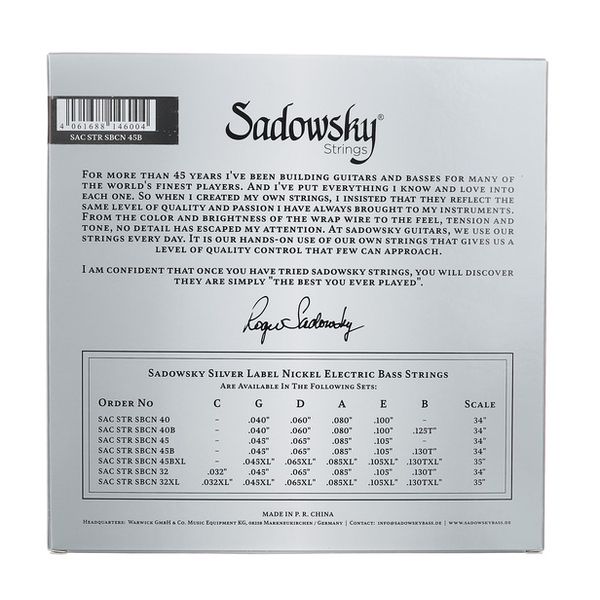 4 061688 146004
SAC STR SBCN 45B
Sadowsky®
Strings
For more than 45 years I've been building guitars and basses for many of
the world's finest players. And I've put everything I know and love into
each one. So when I created my own strings, I insisted that they reflect the
same level of quality and passion I have always brought to my instruments.
From the color and brightness of the wrap wire to the feel, tension and
tone, no detail has escaped my attention. At Sadowsky Guitars, we use our
strings every day. It is our hands-on use of our own strings that gives us a
level of quality control that few can approach.
I am confident that once you have tried Sadowsky Strings, you will discover
they are simply "the best you ever played".
Roger Sadowsky
Sadowsky Silver Label Nickel Electric Bass Strings
Are Available In The Following Sets:
Order No C G D A E B Scale
SAC STR SBCN 40 – .040" .060" .080" .100" – 34"
SAC STR SBCN 40B – .040" .060" .080" .100" .125T" 34"
SAC STR SBCN 45 – .045" .065" .085" .105" – 34"
SAC STR SBCN 45B – .045" .065" .085" .105" .130T" 34"
SAC STR SBCN 45BXL – .045XL" .065XL" .085XL" .105XL" .130TXL" 35"
SAC STR SBCN 32 .032" .045" .065" .085" .105" .130T" 34"
SAC STR SBCN 32XL .032XL" .045XL" .065XL" .085XL" .105XL" .130TXL" 35"
MADE IN P. R. CHINA
Headquarters: Warwick GmbH & Co. Music Equipment KG, 08258 Markneukirchen / Germany | Contact: info@sadowskybass.de | www.sadowskybass.de